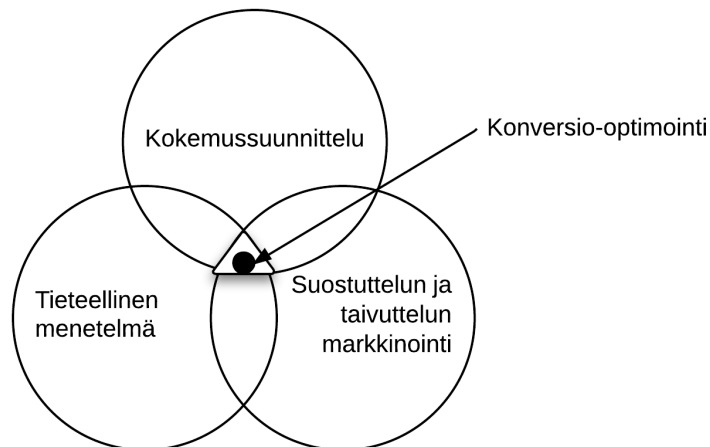 Kokemussuunnittelu
Konversio-optimointi
Tieteellinen
menetelmä
Suostuttelun ja
taivuttelun
markkinointi